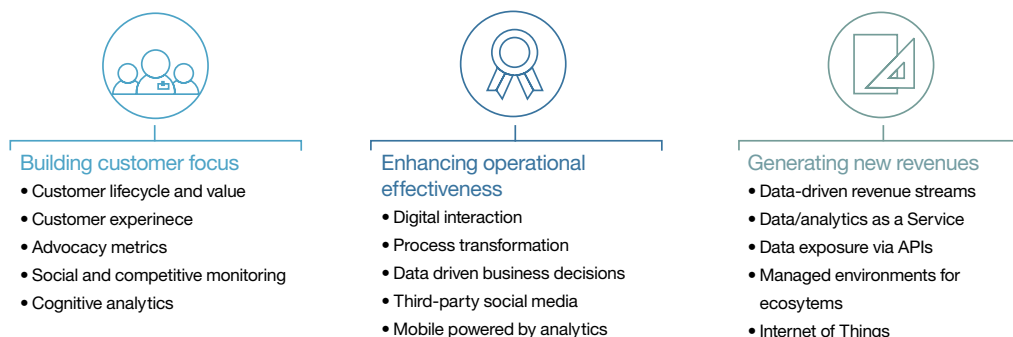 Building customer focus
• Customer lifecycle and value
• Customer experinece
• Advocacy metrics
• Social and competitive monitoring
• Cognitive analytics
Enhancing operational
effectiveness
• Digital interaction
• Process transformation
• Data driven business decisions
• Third-party social media
• Mobile powered by analytics
Generating new revenues
• Data-driven revenue streams
• Data/analytics as a Service
• Data exposure via APIs
• Managed environments for
ecosytems
• Internet of Things